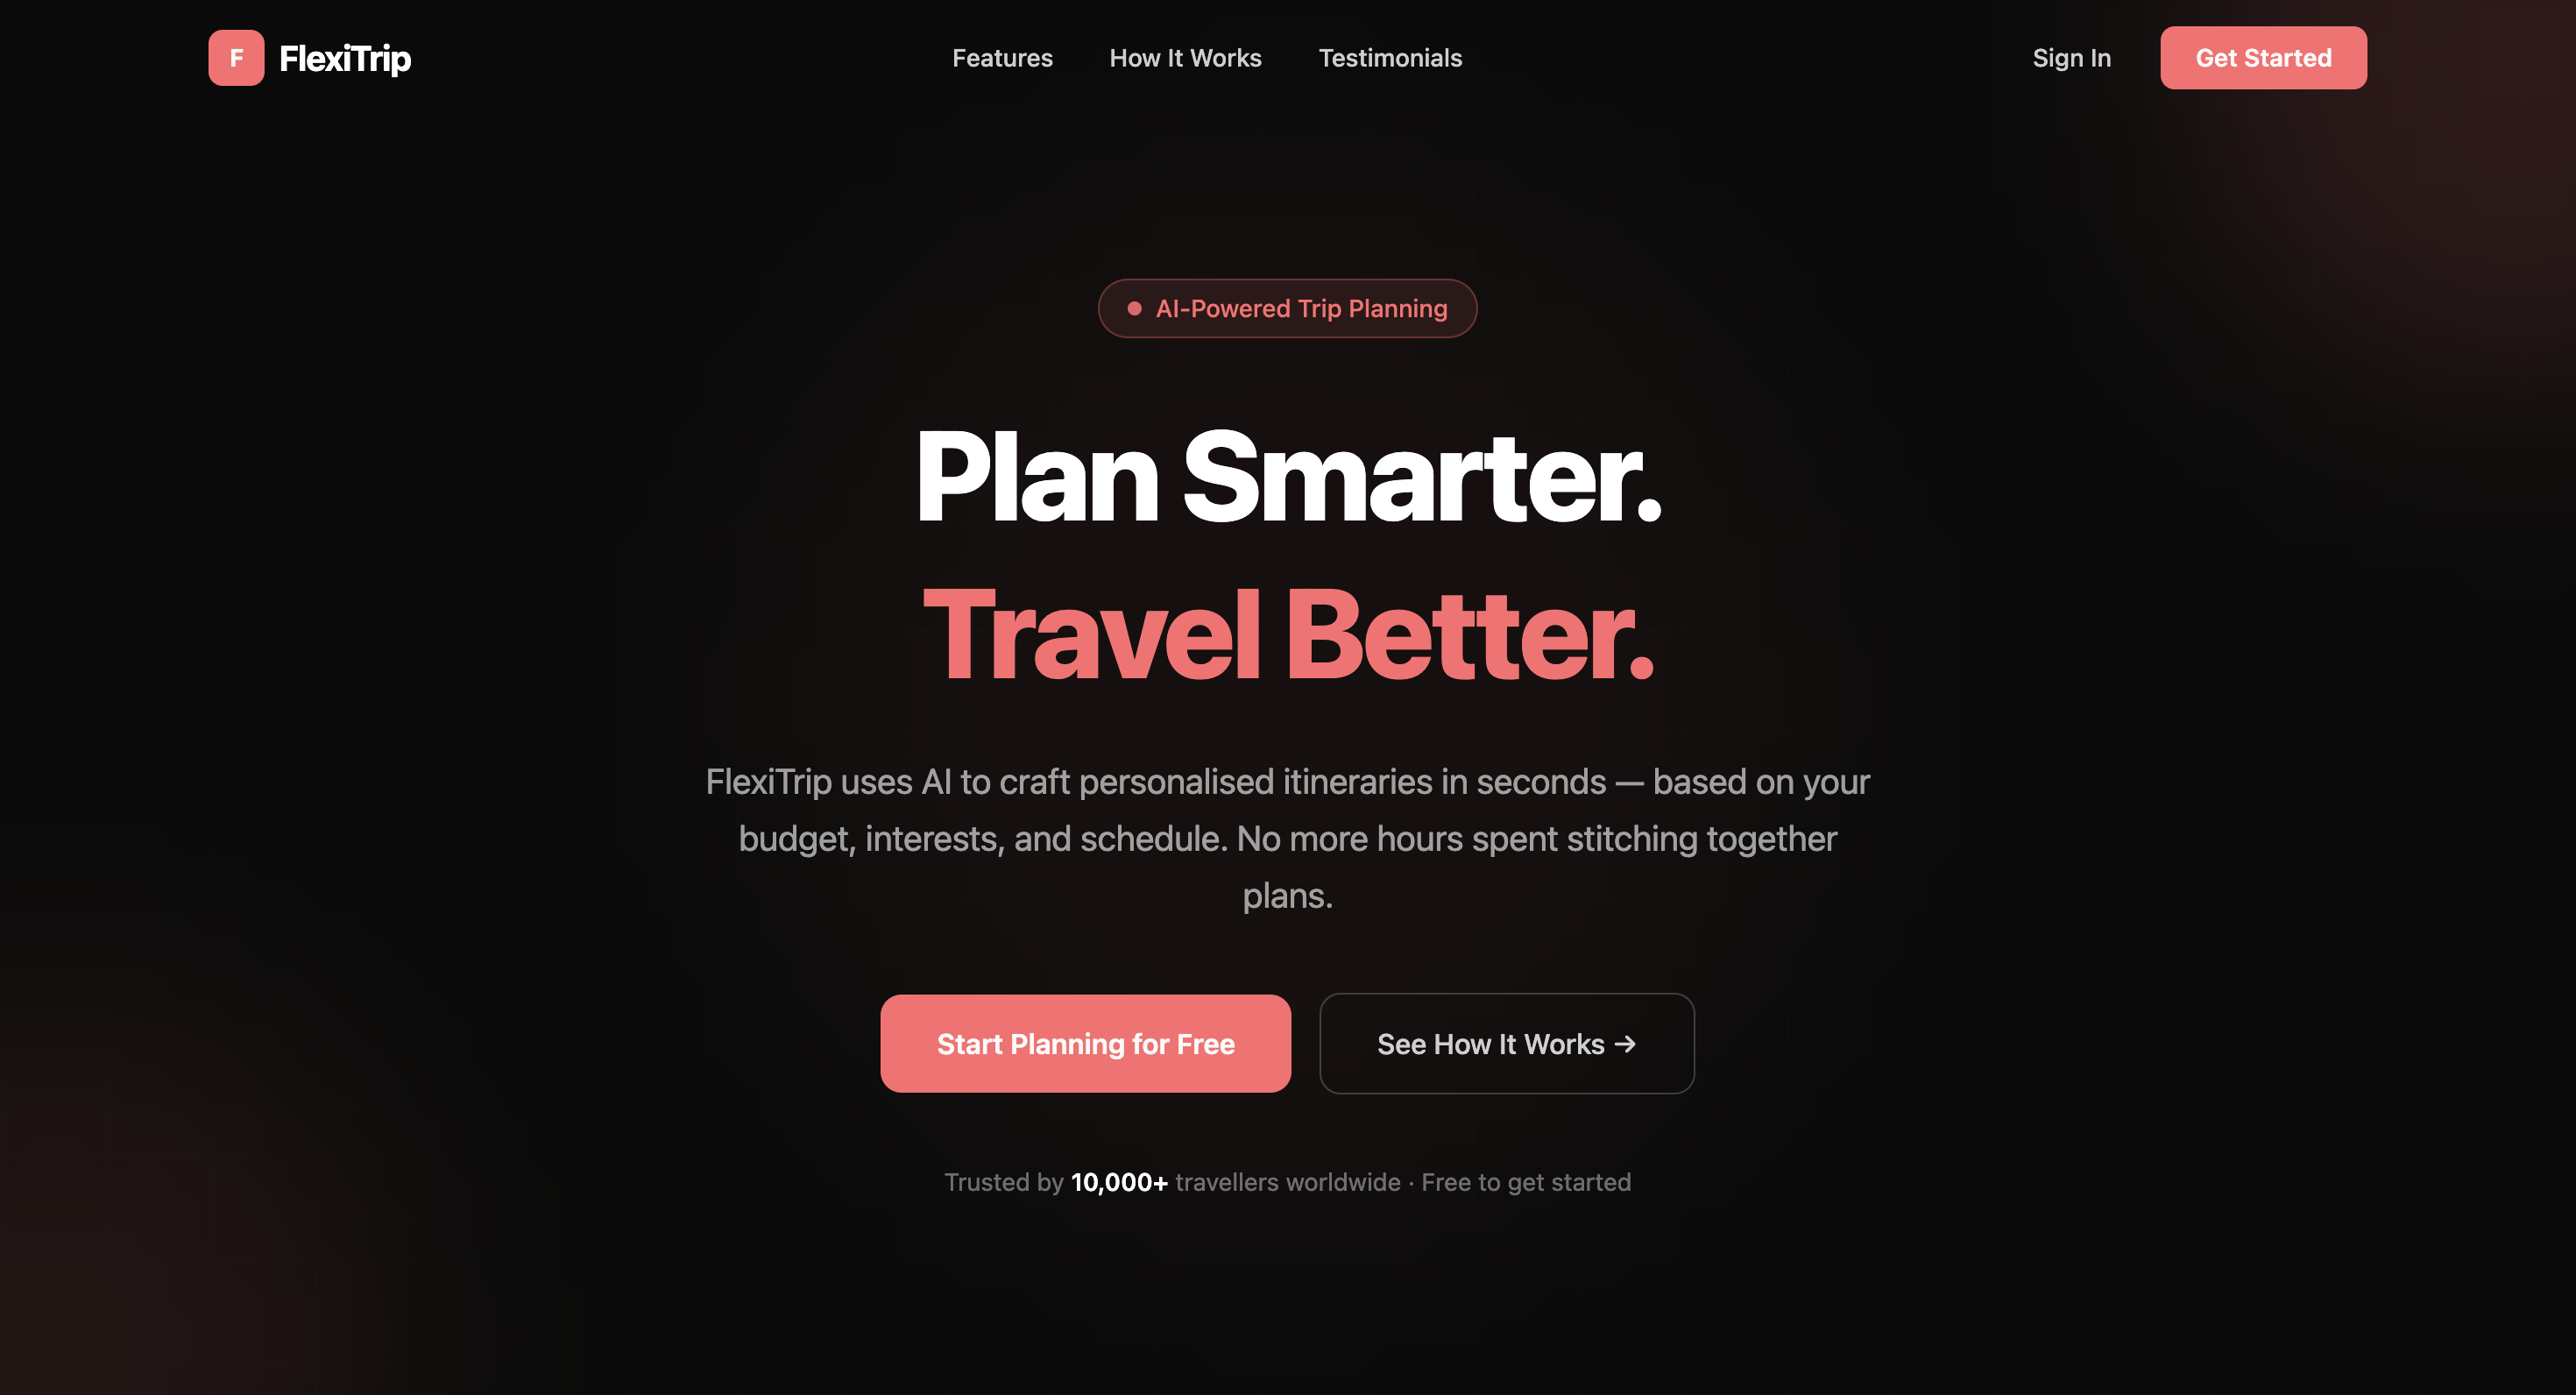 F FlexiTrip
Features How It Works Testimonials
Sign In Get Started
AI-Powered Trip Planning
Plan Smarter.
Travel Better.
FlexiTrip uses AI to craft personalised itineraries in seconds — based on your
budget, interests, and schedule. No more hours spent stitching together
plans.
Start Planning for Free
See How It Works →
Trusted by 10,000+ travellers worldwide · Free to get started